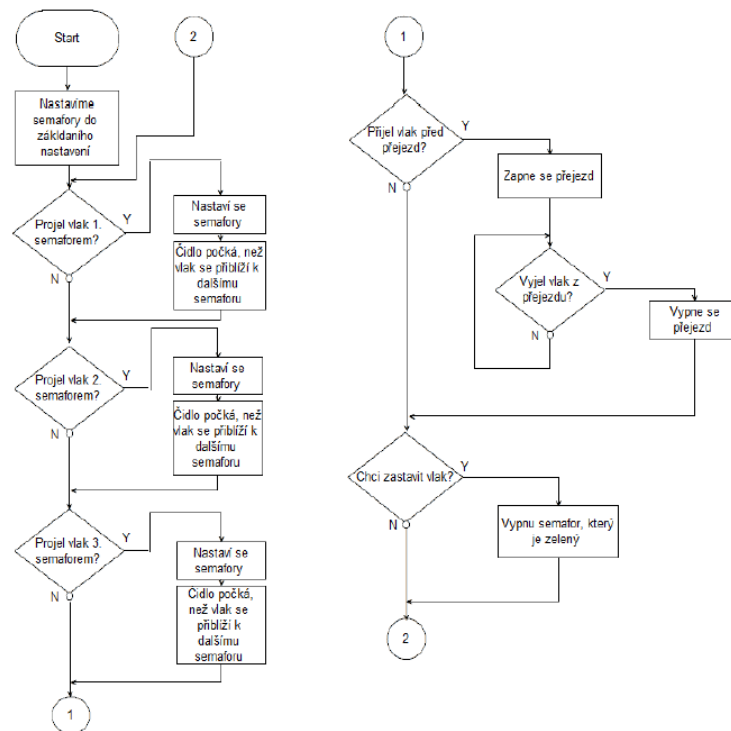 Start
2
Nastavíme
semafory do
zákldaního
nastavení
Projel vlak 1.
semaforem?
Y
N
Nastaví se
semafory
Čidlo počká, než
vlak se přiblíží k
dalšímu
semaforu
Projel vlak 2.
semaforem?
Y
N
Nastaví se
semafory
Čidlo počká, než
vlak se přiblíží k
dalšímu
semaforu
Projel vlak 3.
semaforem?
Y
N
Nastaví se
semafory
Čidlo počká,
než vlak se
přiblíží k
dalšímu
semaforu
1
1
Přijel vlak před
přejezd?
Y
N
Zapne se přejezd
Vyjel vlak z
přejezdu?
Y
N
Vypne se
přejezd
Chci zastavit vlak?
Y
N
Vypnu semafor, který
je zelený
2